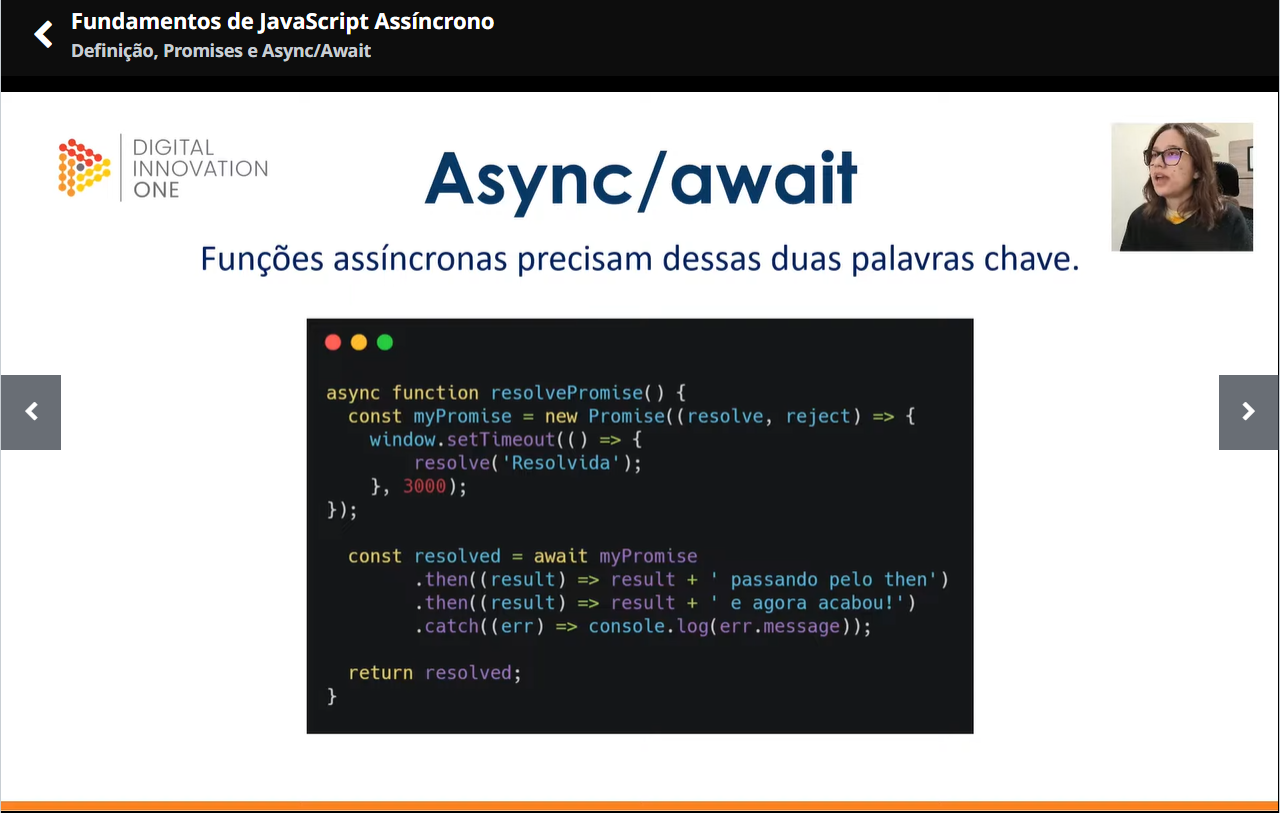 Fundamentos de JavaScript Assíncrono
Definição, Promises e Async/Await
DIGITAL
INNOVATION
ONE
Async/await
Funções assíncronas precisam dessas duas palavras chave.
async function resolvePromise() {
  const myPromise = new Promise((resolve, reject) => {
    window.setTimeout(() => {
        resolve('Resolvida');
    }, 3000);
});
  const resolved = await myPromise
        .then((result) => result + ' passando pelo then')
        .then((result) => result + ' e agora acabou!')
        .catch((err) => console.log(err.message));
  return resolved;
}